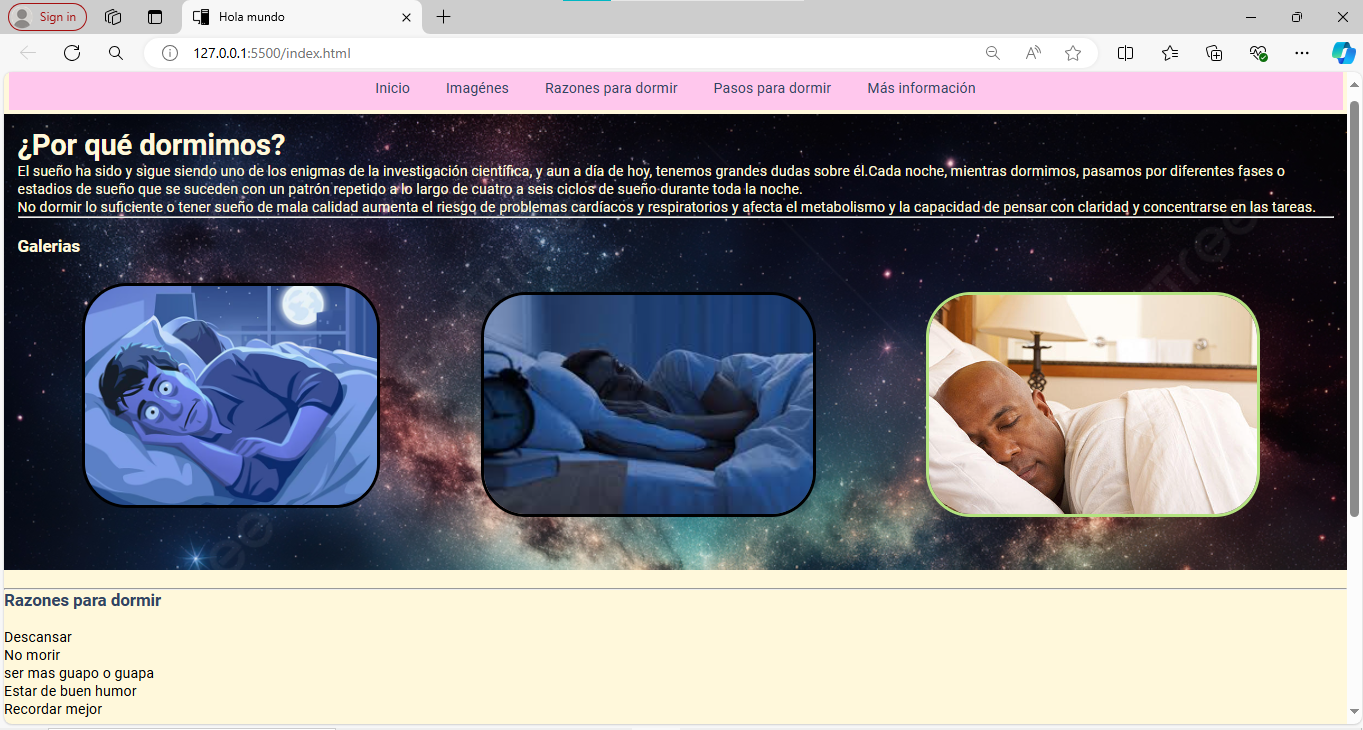 Sign in
Hola mundo
127.0.0.1:5500/index.html
Inicio Imagénes Razones para dormir Pasos para dormir Más información
¿Por qué dormimos?
El sueño ha sido y sigue siendo uno de los enigmas de la investigación científica, y aun a día de hoy, tenemos grandes dudas sobre él.Cada noche, mientras dormimos, pasamos por diferentes fases o
estadios de sueño que se suceden con un patrón repetido a lo largo de cuatro a seis ciclos de sueño durante toda la noche.
No dormir lo suficiente o tener sueño de mala calidad aumenta el riesgo de problemas cardíacos y respiratorios y afecta el metabolismo y la capacidad de pensar con claridad y concentrarse en las tareas.
Galerias
Razones para dormir
Descansar
No morir
ser mas guapo o guapa
Estar de buen humor
Recordar mejor